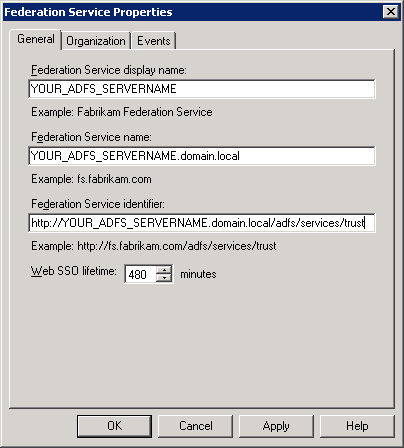 Federation Service Properties
General Organization Events
Federation Service display name:
YOUR_ADFS_SERVERNAME
Example: Fabrikam Federation Service
Federation Service name:
YOUR_ADFS_SERVERNAME.domain.local
Example: fs.fabrikam.com
Federation Service identifier:
http://YOUR_ADFS_SERVERNAME.domain.local/adfs/services/trust
Example: http://fs.fabrikam.com/adfs/services/trust
Web SSO lifetime: 480 minutes
OK Cancel Apply Help